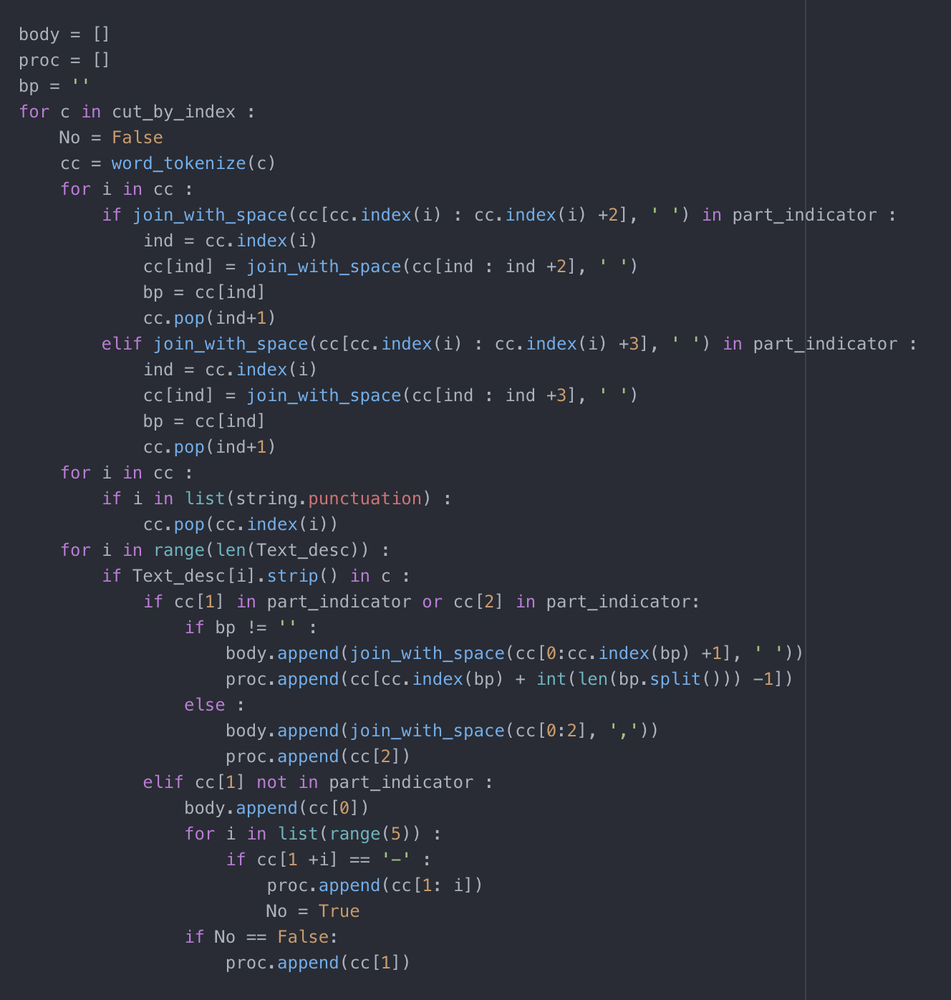 body = []
proc = []
bp = ''
for c in cut_by_index :
    No = False
    cc = word_tokenize(c)
    for i in cc :
        if join_with_space(cc[cc.index(i) : cc.index(i) +2], ' ') in part_indicator :
            ind = cc.index(i)
            cc[ind] = join_with_space(cc[ind : ind +2], ' ')
            bp = cc[ind]
            cc.pop(ind+1)
        elif join_with_space(cc[cc.index(i) : cc.index(i) +3], ' ') in part_indicator :
            ind = cc.index(i)
            cc[ind] = join_with_space(cc[ind : ind +3], ' ')
            bp = cc[ind]
            cc.pop(ind+1)
    for i in cc :
        if i in list(string.punctuation) :
            cc.pop(cc.index(i))
    for i in range(len(Text_desc)) :
        if Text_desc[i].strip() in c :
            if cc[1] in part_indicator or cc[2] in part_indicator:
                if bp != '' :
                    body.append(join_with_space(cc[0:cc.index(bp) +1], ' '))
                    proc.append(cc[cc.index(bp) + int(len(bp.split())) -1])
                else :
                    body.append(join_with_space(cc[0:2], ','))
                    proc.append(cc[2])
            elif cc[1] not in part_indicator :
                body.append(cc[0])
                for i in list(range(5)) :
                    if cc[1 +i] == '-' :
                        proc.append(cc[1: i])
                        No = True
                if No == False:
                    proc.append(cc[1])